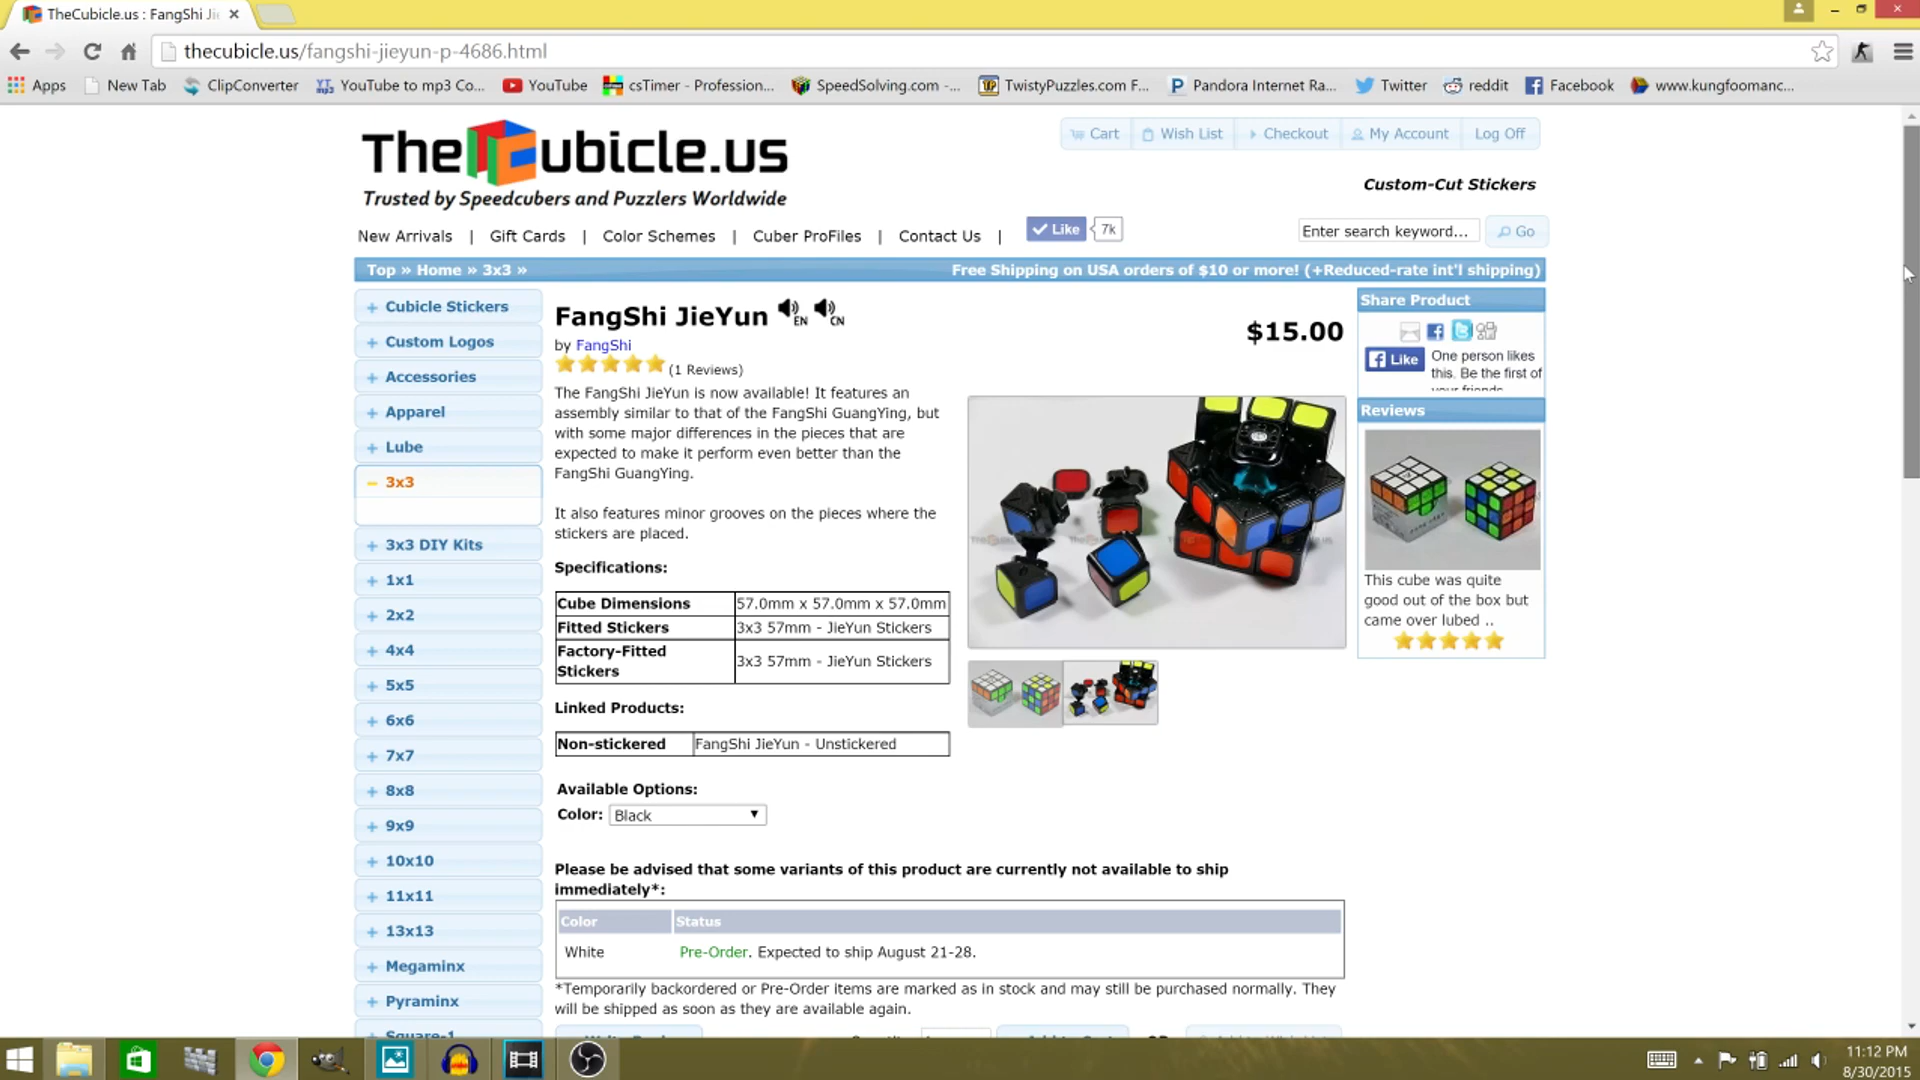 TheCubicle.us : FangShi Ji
thecubicle.us/fangshi-jieyun-p-4686.html
Apps New Tab ClipConverter YouTube to mp3 Co... YouTube csTimer - Profession... SpeedSolving.com -... TwistyPuzzles.com F... Pandora Internet Ra... Twitter reddit Facebook www.kungfoomanc...
TheCubicle.us
Trusted by Speedcubers and Puzzlers Worldwide
Cart Wish List Checkout My Account Log Off
Custom-Cut Stickers
New Arrivals | Gift Cards | Color Schemes | Cuber ProFiles | Contact Us |
Like 7k
Enter search keyword... Go
Top » Home » 3x3 »
Free Shipping on USA orders of $10 or more! (+Reduced-rate int'l shipping)
+ Cubicle Stickers
+ Custom Logos
+ Accessories
+ Apparel
+ Lube
− 3x3
+ 3x3 DIY Kits
+ 1x1
+ 2x2
+ 4x4
+ 5x5
+ 6x6
+ 7x7
+ 8x8
+ 9x9
+ 10x10
+ 11x11
+ 13x13
+ Megaminx
+ Pyraminx
+ Square-1
FangShi JieYun EN CN
$15.00
by FangShi
(1 Reviews)
The FangShi JieYun is now available! It features an
assembly similar to that of the FangShi GuangYing, but
with some major differences in the pieces that are
expected to make it perform even better than the
FangShi GuangYing.
It also features minor grooves on the pieces where the
stickers are placed.
Specifications:
Cube Dimensions 57.0mm x 57.0mm x 57.0mm
Fitted Stickers 3x3 57mm - JieYun Stickers
Factory-Fitted
Stickers 3x3 57mm - JieYun Stickers
Linked Products:
Non-stickered FangShi JieYun - Unstickered
Available Options:
Color: Black
Please be advised that some variants of this product are currently not available to ship
immediately*:
Color Status
White Pre-Order. Expected to ship August 21-28.
*Temporarily backordered or Pre-Order items are marked as in stock and may still be purchased normally. They
will be shipped as soon as they are available again.
Share Product
Like One person likes
this. Be the first of
your friends.
Reviews
This cube was quite
good out of the box but
came over lubed ..
11:12 PM
8/30/2015